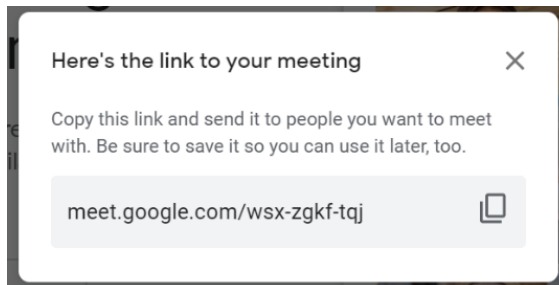 Here's the link to your meeting
Copy this link and send it to people you want to meet
with. Be sure to save it so you can use it later, too.
meet.google.com/wsx-zgkf-tqj